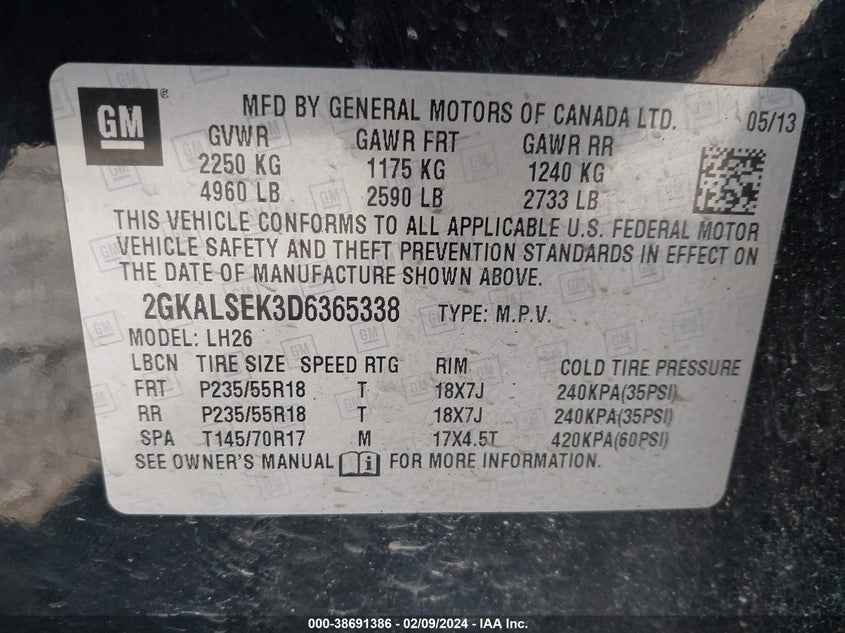 GM
MFD BY GENERAL MOTORS OF CANADA LTD. 05/13
GVWR GAWR FRT GAWR RR
2250 KG 1175 KG 1240 KG
4960 LB 2590 LB 2733 LB
THIS VEHICLE CONFORMS TO ALL APPLICABLE U.S. FEDERAL MOTOR
VEHICLE SAFETY AND THEFT PREVENTION STANDARDS IN EFFECT ON
THE DATE OF MANUFACTURE SHOWN ABOVE.
2GKALSEK3D6365338 TYPE: M.P.V.
MODEL: LH26
LBCN TIRE SIZE SPEED RTG RIM COLD TIRE PRESSURE
FRT P235/55R18 T 18X7J 240KPA(35PSI)
RR P235/55R18 T 18X7J 240KPA(35PSI)
SPA T145/70R17 M 17X4.5T 420KPA(60PSI)
SEE OWNER'S MANUAL FOR MORE INFORMATION.
000-38691386 - 02/09/2024 - IAA Inc.